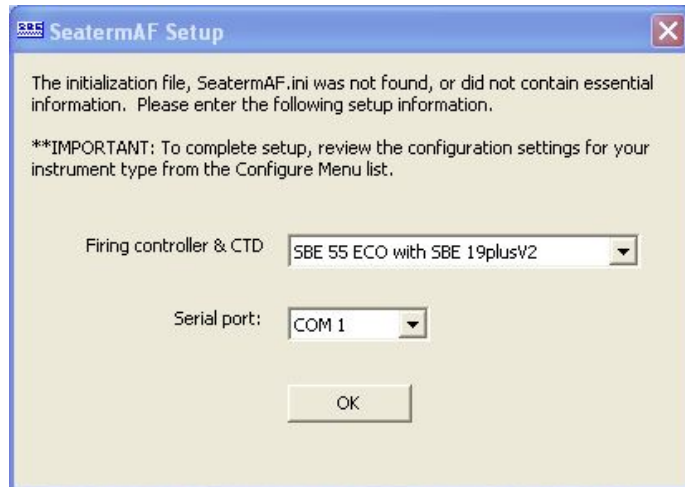 SBE SeatermAF Setup
The initialization file, SeatermAF.ini was not found, or did not contain essential
information. Please enter the following setup information.
**IMPORTANT: To complete setup, review the configuration settings for your
instrument type from the Configure Menu list.
Firing controller & CTD SBE 55 ECO with SBE 19plusV2
Serial port: COM 1
OK